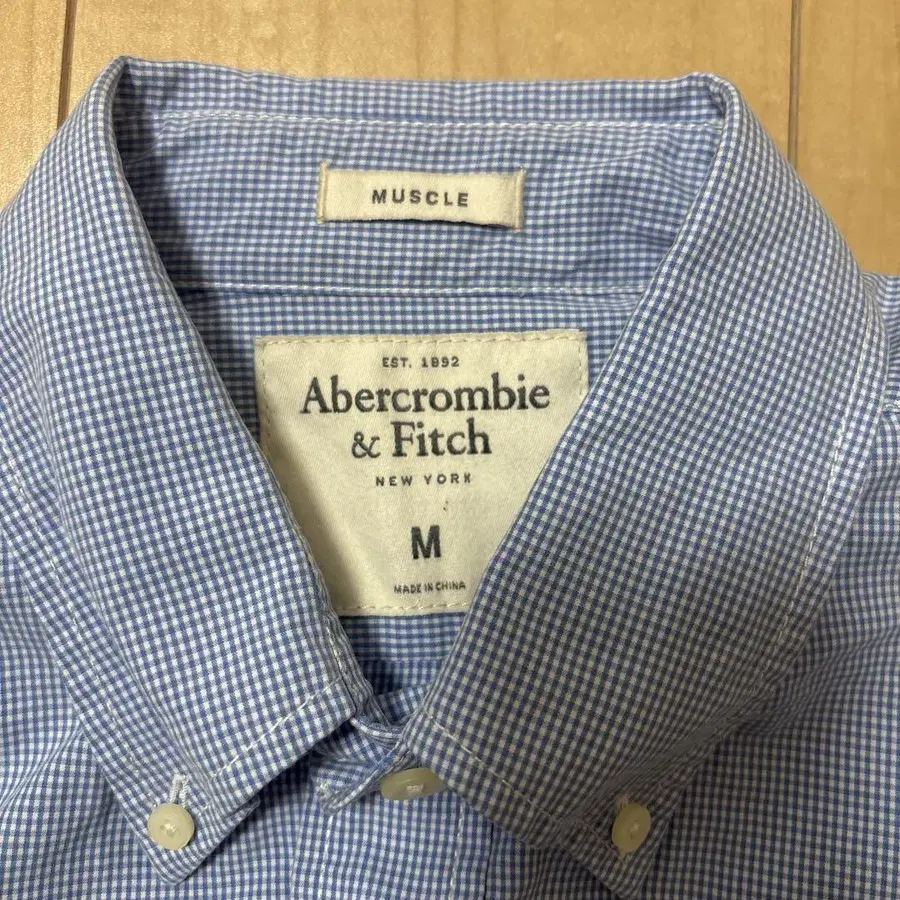 MUSCLE
EST. 1892
Abercrombie
& Fitch
NEW YORK
M
MADE IN CHINA